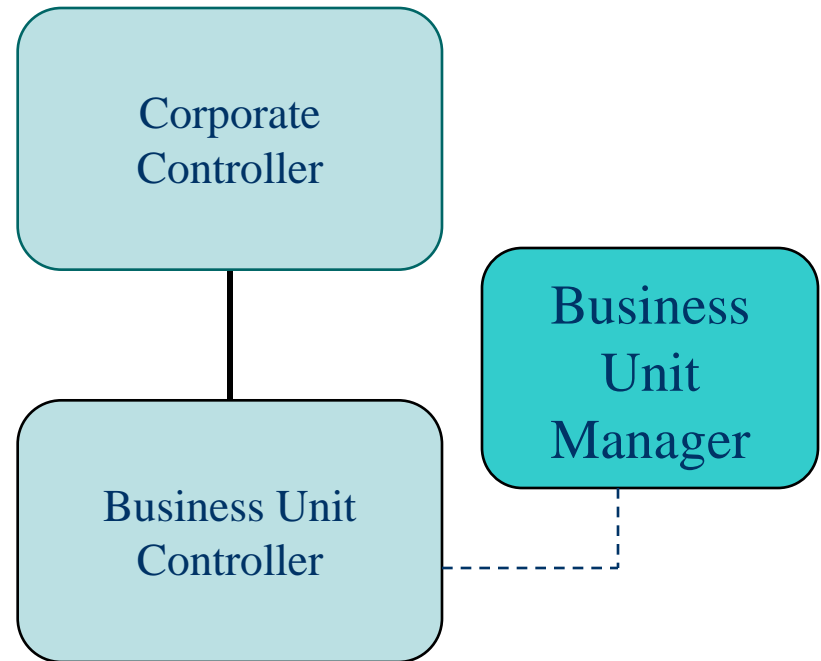 Corporate
Controller
Business
Unit
Manager
Business Unit
Controller